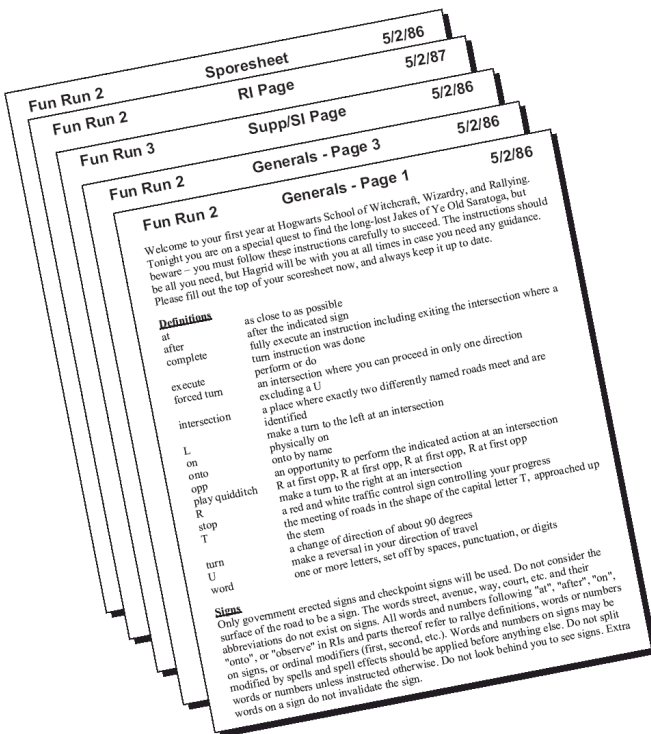 Fun Run 2 Sporesheet 5/2/86
Fun Run 2 RI Page 5/2/87
Fun Run 3 Supp/SI Page 5/2/86
Fun Run 2 Generals - Page 3 5/2/86
Fun Run 2 Generals - Page 1 5/2/86
Welcome to your first year at Hogwarts School of Witchcraft, Wizardry, and Rallying.
Tonight you are on a special quest to find the long-lost Jakes of Ye Old Saratoga, but
beware – you must follow these instructions carefully to succeed. The instructions should
be all you need, but Hagrid will be with you at all times in case you need any guidance.
Please fill out the top of your scoresheet now, and always keep it up to date.
Definitions
at as close to as possible
after after the indicated sign
complete fully execute an instruction including exiting the intersection where a
turn instruction was done
execute perform or do
forced turn an intersection where you can proceed in only one direction
excluding a U
intersection a place where exactly two differently named roads meet and are
identified
L make a turn to the left at an intersection
on physically on
onto onto by name
opp an opportunity to perform the indicated action at an intersection
play quidditch R at first opp, R at first opp, R at first opp, R at first opp
R make a turn to the right at an intersection
stop a red and white traffic control sign controlling your progress
T the meeting of roads in the shape of the capital letter T, approached up
the stem
turn a change of direction of about 90 degrees
U make a reversal in your direction of travel
word one or more letters, set off by spaces, punctuation, or digits
Signs
Only government erected signs and checkpoint signs will be used. Do not consider the
surface of the road to be a sign. The words street, avenue, way, court, etc. and their
abbreviations do not exist on signs. All words and numbers following "at", "after", "on",
"onto", or "observe" in RIs and parts thereof refer to rallye definitions, words or numbers
on signs, or ordinal modifiers (first, second, etc.). Words and numbers on signs may be
modified by spells and spell effects should be applied before anything else. Do not split
words or numbers unless instructed otherwise. Do not look behind you to see signs. Extra
words on a sign do not invalidate the sign.